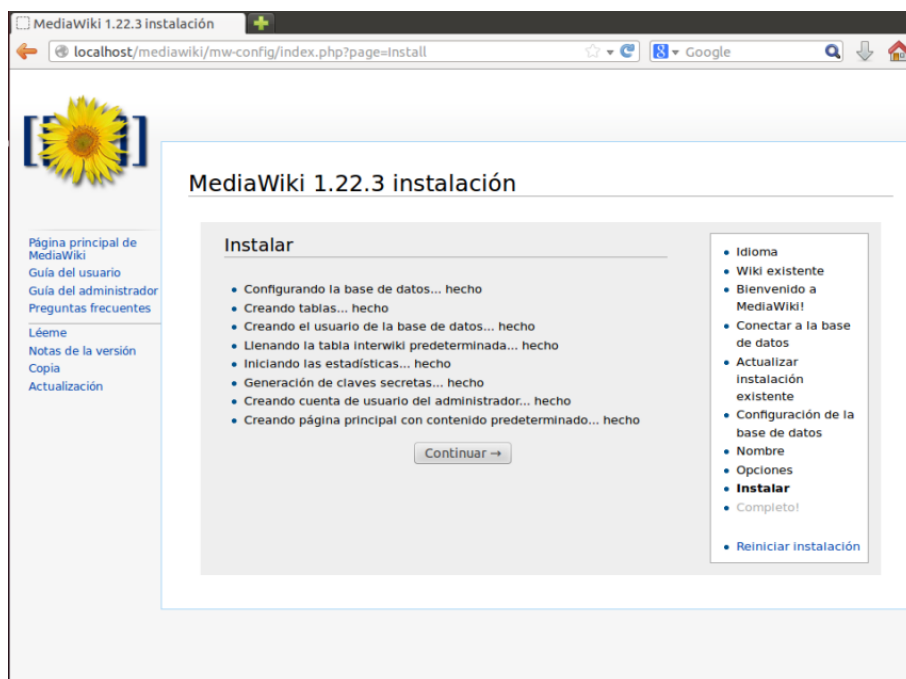 MediaWiki 1.22.3 instalación
localhost/mediawiki/mw-config/index.php?page=Install
Google
MediaWiki 1.22.3 instalación
Página principal de
MediaWiki
Guía del usuario
Guía del administrador
Preguntas frecuentes
Léeme
Notas de la versión
Copia
Actualización
Instalar
Configurando la base de datos... hecho
Creando tablas... hecho
Creando el usuario de la base de datos... hecho
Llenando la tabla interwiki predeterminada... hecho
Iniciando las estadísticas... hecho
Generación de claves secretas... hecho
Creando cuenta de usuario del administrador... hecho
Creando página principal con contenido predeterminado... hecho
Continuar →
Idioma
Wiki existente
Bienvenido a
MediaWiki!
Conectar a la base
de datos
Actualizar
instalación
existente
Configuración de la
base de datos
Nombre
Opciones
Instalar
Completo!
Reiniciar instalación